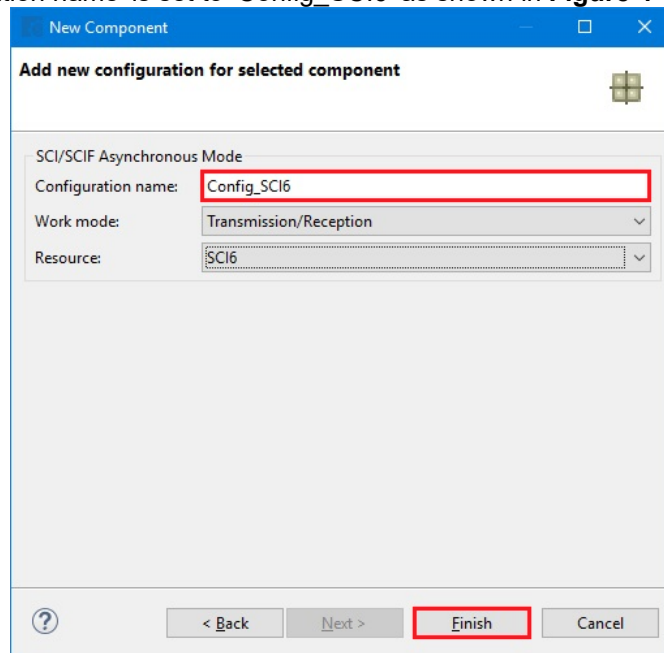 New Component
Add new configuration for selected component
SCI/SCIF Asynchronous Mode
Configuration name: Config_SCI6
Work mode: Transmission/Reception
Resource: SCI6
< Back Next > Finish Cancel